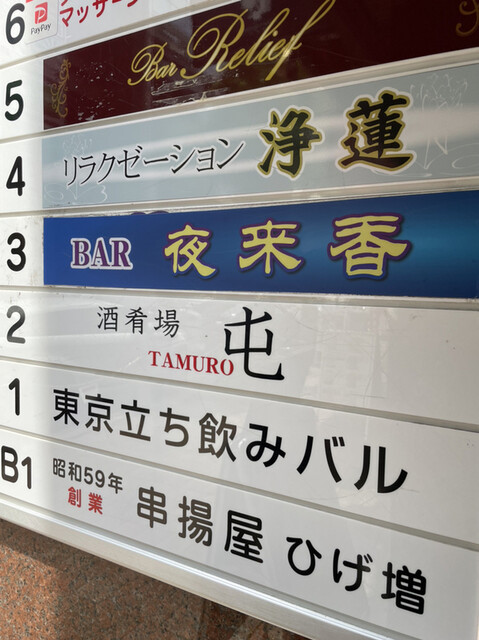 6 PayPay マッサージ
5 Bar Relief
4 リラクゼーション 浄蓮
3 BAR 夜来香
2 酒肴場 TAMURO 屯
1 東京立ち飲みバル
B1 昭和59年 創業 串揚屋 ひげ増